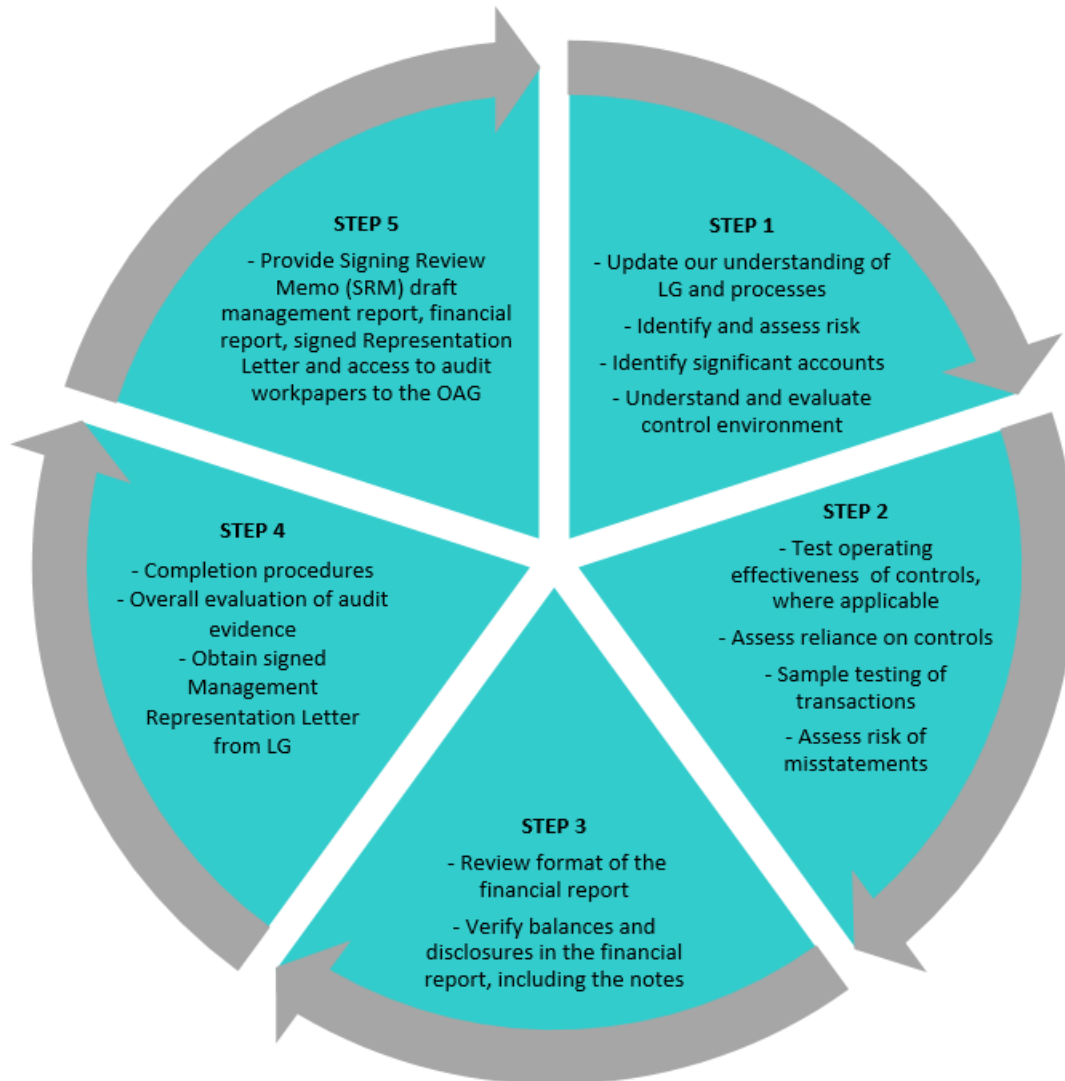 STEP 1
- Update our understanding of
LG and processes
- Identify and assess risk
- Identify significant accounts
- Understand and evaluate
control environment
STEP 2
- Test operating
effectiveness of controls,
where applicable
- Assess reliance on controls
- Sample testing of
transactions
- Assess risk of
misstatements
STEP 3
- Review format of the
financial report
- Verify balances and
disclosures in the financial
report, including the notes
STEP 4
- Completion procedures
- Overall evaluation of audit
evidence
- Obtain signed
Management
Representation Letter
from LG
STEP 5
- Provide Signing Review
Memo (SRM) draft
management report, financial
report, signed Representation
Letter and access to audit
workpapers to the OAG